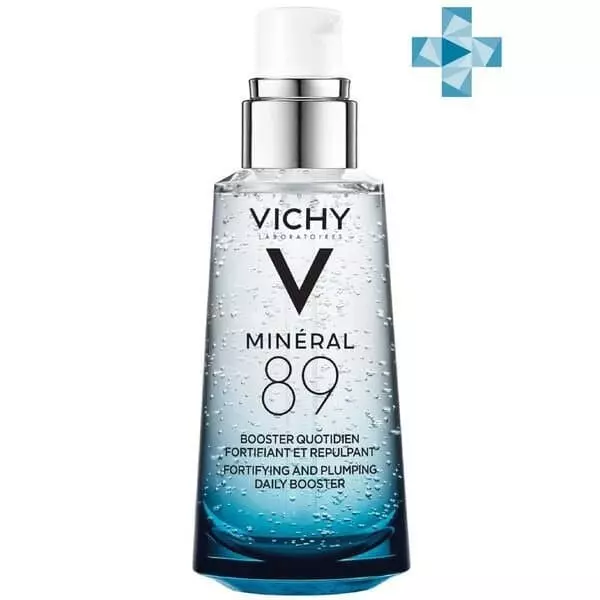 VICHY
LABORATOIRES
V
MINÉRAL
89
BOOSTER QUOTIDIEN
FORTIFIANT ET REPULPANT
FORTIFYING AND PLUMPING
DAILY BOOSTER